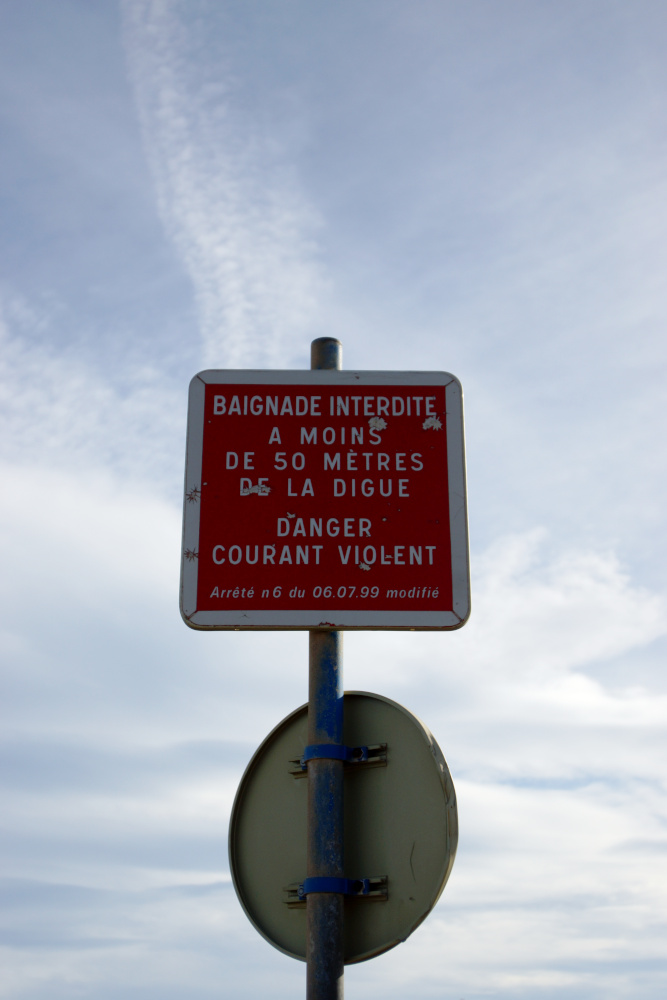 BAIGNADE INTERDITE
A MOINS
DE 50 MÈTRES
DE LA DIGUE
DANGER
COURANT VIOLENT
Arrêté n6 du 06.07.99 modifié